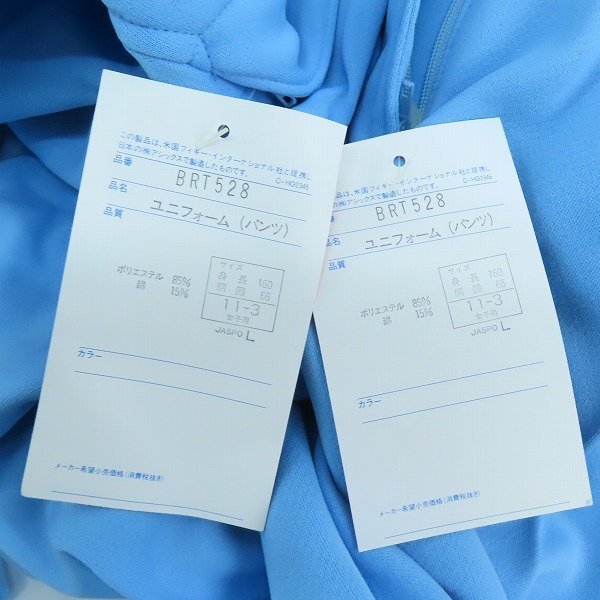 この製品は、米国フィギー・インターナショナル社と提携し
日本の(株)アシックスで製造したものです。 C-HG2345
品番 BRT528
品名 ユニフォーム(パンツ)
品質
ポリエステル 85%
綿 15%
サイズ
身長 160
胴囲 66
11-3
女子用
JASPO L
カラー
メーカー希望小売価格(消費税抜き)
製品は、米国フィギー・インターナショナル社と提携し
の(株)アシックスで製造したものです。 C-HG2345
BRT528
品名 ユニフォーム(パンツ)
品質
ポリエステル 85%
綿 15%
サイズ
身長 160
胴囲 66
11-3
女子用
JASPO L
カラー
メーカー希望小売価格(消費税抜き)